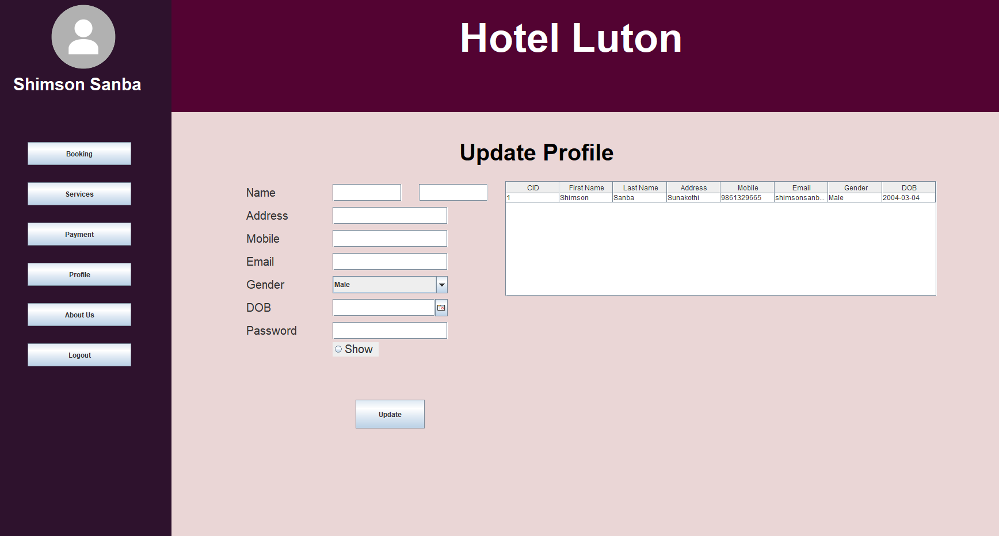 Hotel Luton
Shimson Sanba
Booking
Services
Payment
Profile
About Us
Logout
Update Profile
Name
Address
Mobile
Email
Gender Male
DOB
Password
Show
Update
CID First Name Last Name Address Mobile Email Gender DOB
1 Shimson Sanba Sunakothi 9861329665 shimsonsanb... Male 2004-03-04